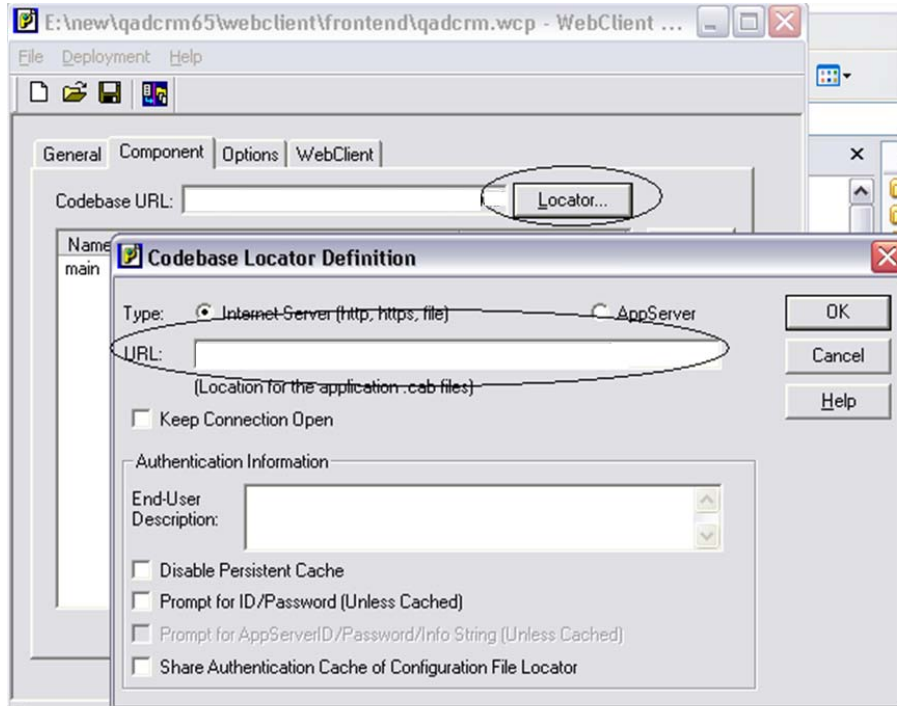 E:\new\qadcrm65\webclient\frontend\qadcrm.wcp - WebClient ...
File Deployment Help
General Component Options WebClient
Codebase URL: Locator...
Name
main
Codebase Locator Definition
Type: Internet Server (http, https, file) AppServer OK
URL: Cancel
(Location for the application .cab files) Help
Keep Connection Open
Authentication Information
End-User
Description:
Disable Persistent Cache
Prompt for ID/Password (Unless Cached)
Prompt for AppServerID/Password/Info String (Unless Cached)
Share Authentication Cache of Configuration File Locator